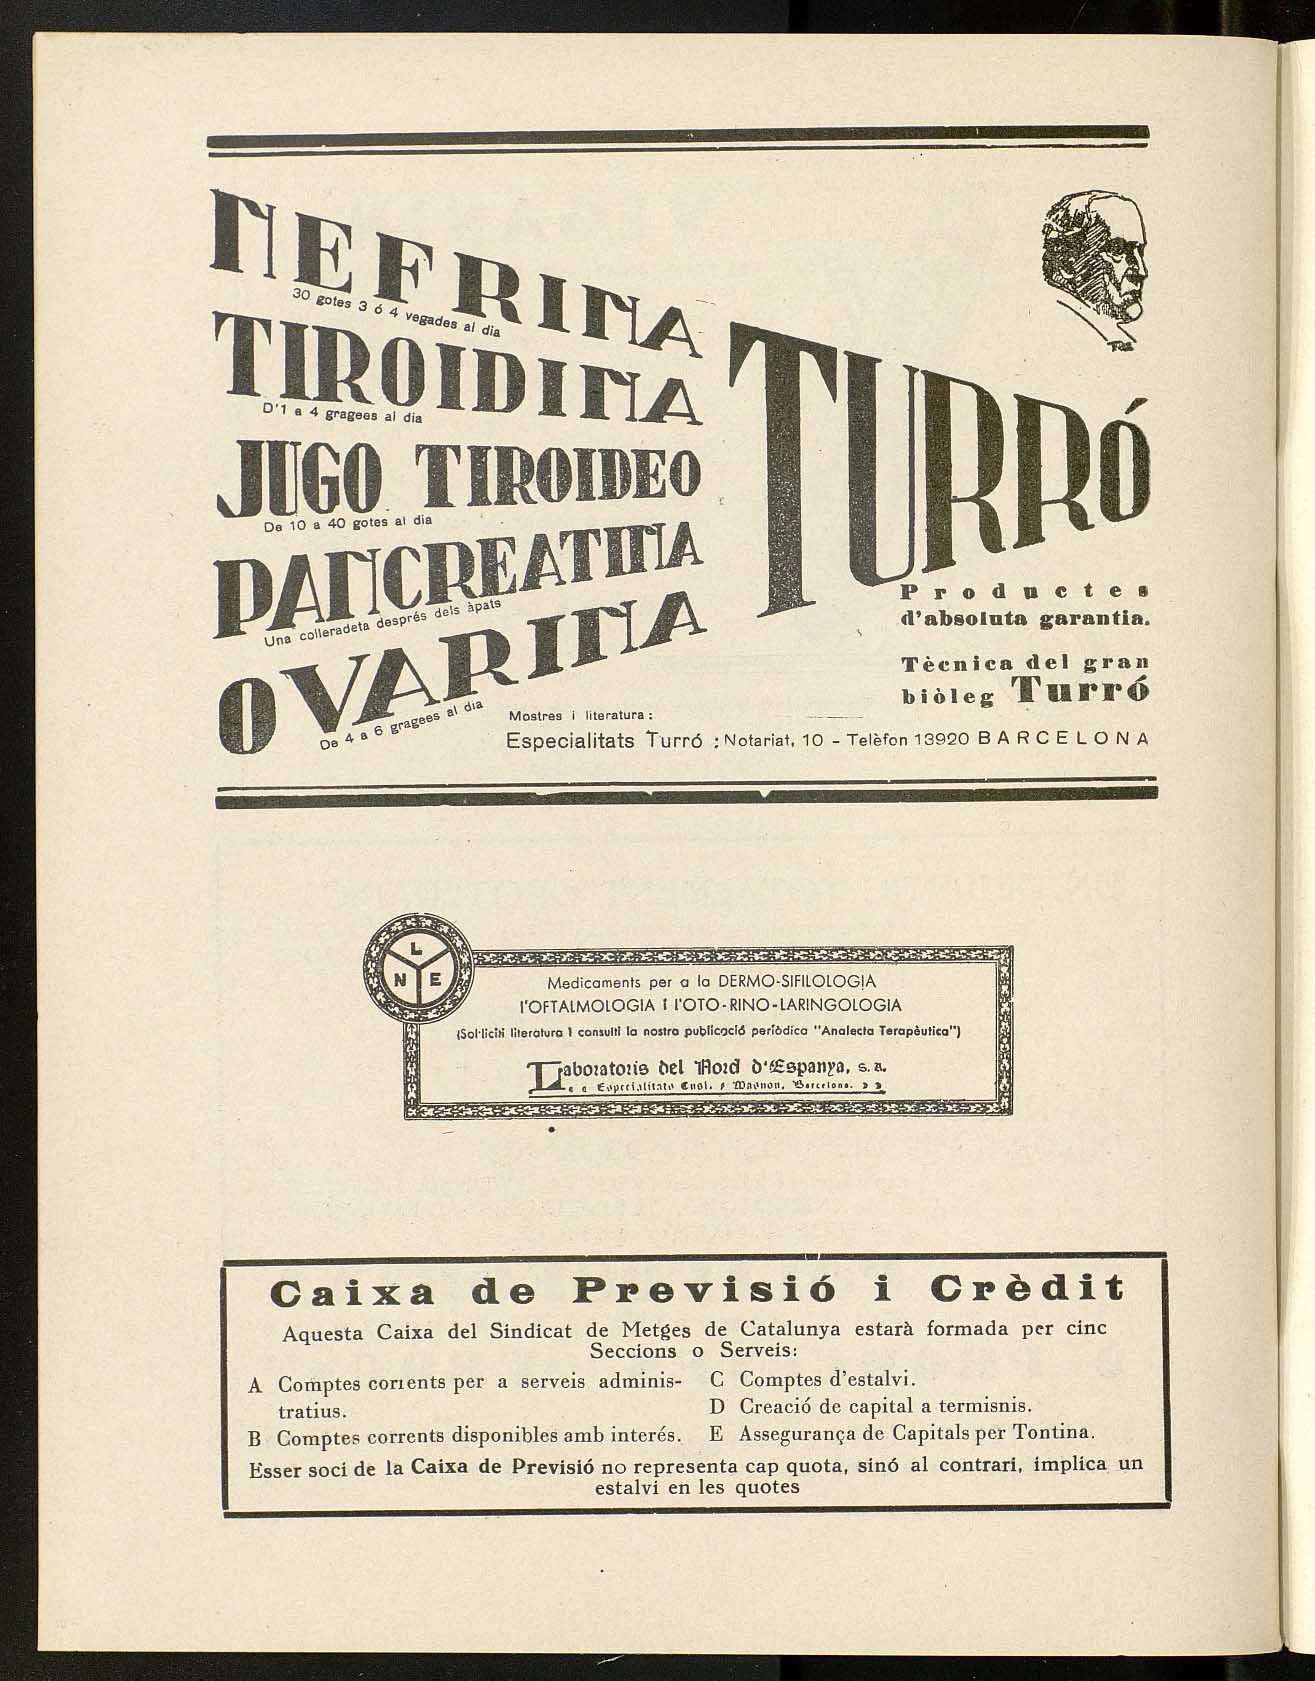 NEFRINA
30 gotes 3 ó 4 vegades al dia
TIROIDINA
D'1 a 4 gragees al dia
JUGO TIROIDEO
De 10 a 40 gotes al dia
PANCREATINA
Una colleradeta després dels àpats
OVARINA
De 4 a 6 gragees al dia
TURRÓ
Productes
d'absoluta garantia.
Tècnica del gran
biòleg Turró
Mostres i literatura:
Especialitats Turró : Notariat, 10 - Telèfon 13920 BARCELONA
L
N E
Medicaments per a la DERMO-SIFILOLOGIA
l'OFTALMOLOGIA i l'OTO-RINO-LARINGOLOGIA
(Sol·liciti literatura i consulti la nostra publicació periòdica "Analecta Terapèutica")
Laboratoris del Nord d'Espanya, s. a.
Especialitats Cusí. Masnou, Barcelona.
Caixa de Previsió i Crèdit
Aquesta Caixa del Sindicat de Metges de Catalunya estarà formada per cinc
Seccions o Serveis:
A Comptes corrents per a serveis adminis-
tratius.
B Comptes corrents disponibles amb interés.
C Comptes d'estalvi.
D Creació de capital a termisnis.
E Assegurança de Capitals per Tontina.
Esser soci de la Caixa de Previsió no representa cap quota, sinó al contrari, implica un
estalvi en les quotes